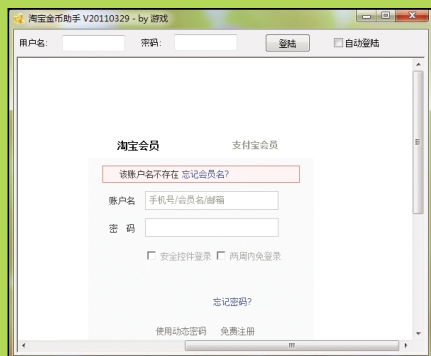 淘宝金币助手 V20110329 - by 游戏
用户名: 密码: 登陆 自动登陆
淘宝会员 支付宝会员
该账户名不存在 忘记会员名?
账户名 手机号/会员名/邮箱
密 码
安全控件登录 两周内免登录
忘记密码?
使用动态密码 免费注册